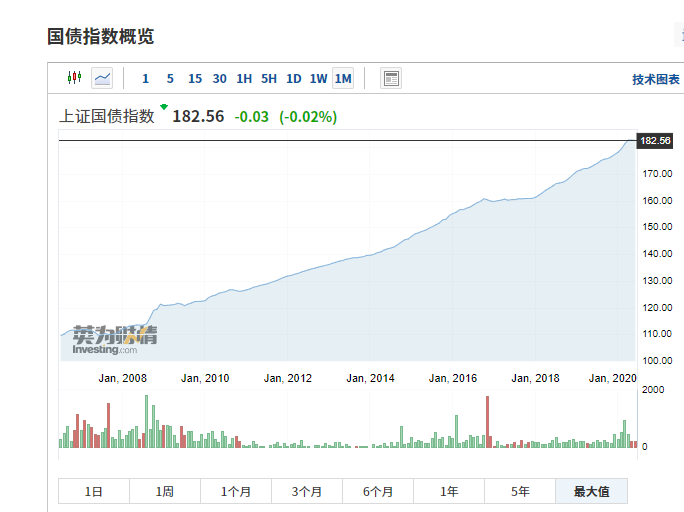 国债指数概览
1 5 15 30 1H 5H 1D 1W 1M
技术图表
上证国债指数 182.56 -0.03 (-0.02%)
182.56
170.00
160.00
150.00
140.00
130.00
120.00
110.00
100.00
英为财情
Investing.com
Jan, 2008 Jan, 2010 Jan, 2012 Jan, 2014 Jan, 2016 Jan, 2018 Jan, 2020
2000
0
1日 1周 1个月 3个月 6个月 1年 5年 最大值